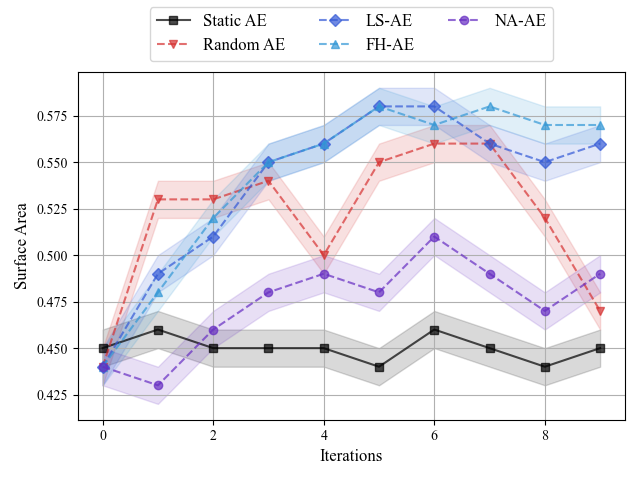 Static AE
Random AE
LS-AE
FH-AE
NA-AE
Surface Area
0.575
0.550
0.525
0.500
0.475
0.450
0.425
0 2 4 6 8
Iterations